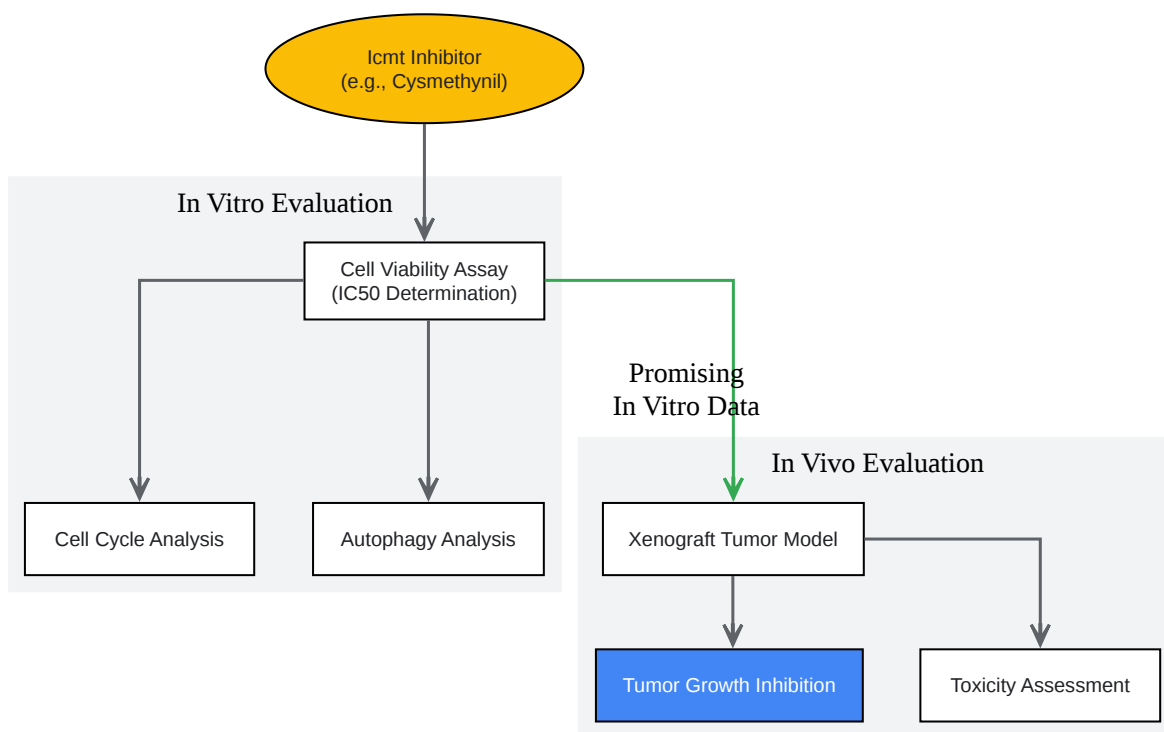 Icmt Inhibitor
(e.g., Cysmethynil)
In Vitro Evaluation
Cell Viability Assay
(IC50 Determination)
Promising
In Vitro Data
In Vivo Evaluation
Cell Cycle Analysis
Autophagy Analysis
Xenograft Tumor Model
Tumor Growth Inhibition
Toxicity Assessment